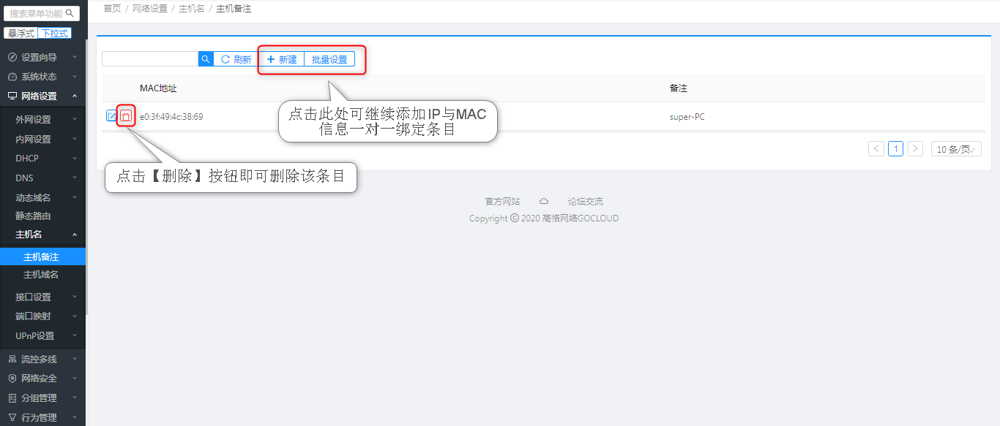 搜索菜单功能
悬浮式 下拉式
设置向导
系统状态
网络设置
外网设置
内网设置
DHCP
DNS
动态域名
静态路由
主机名
主机备注
主机域名
接口设置
端口映射
UPnP设置
流控多线
网络安全
分组管理
行为管理
首页 / 网络设置 / 主机名 / 主机备注
刷新 + 新建 批量设置
MAC地址 备注
e0:3f:49:4c:38:69 super-PC
点击此处可继续添加IP与MAC
信息一对一绑定条目
< 1 > 10 条/页
点击【删除】按钮即可删除该条目
官方网站 论坛交流
Copyright © 2020 高恪网络GOCLOUD